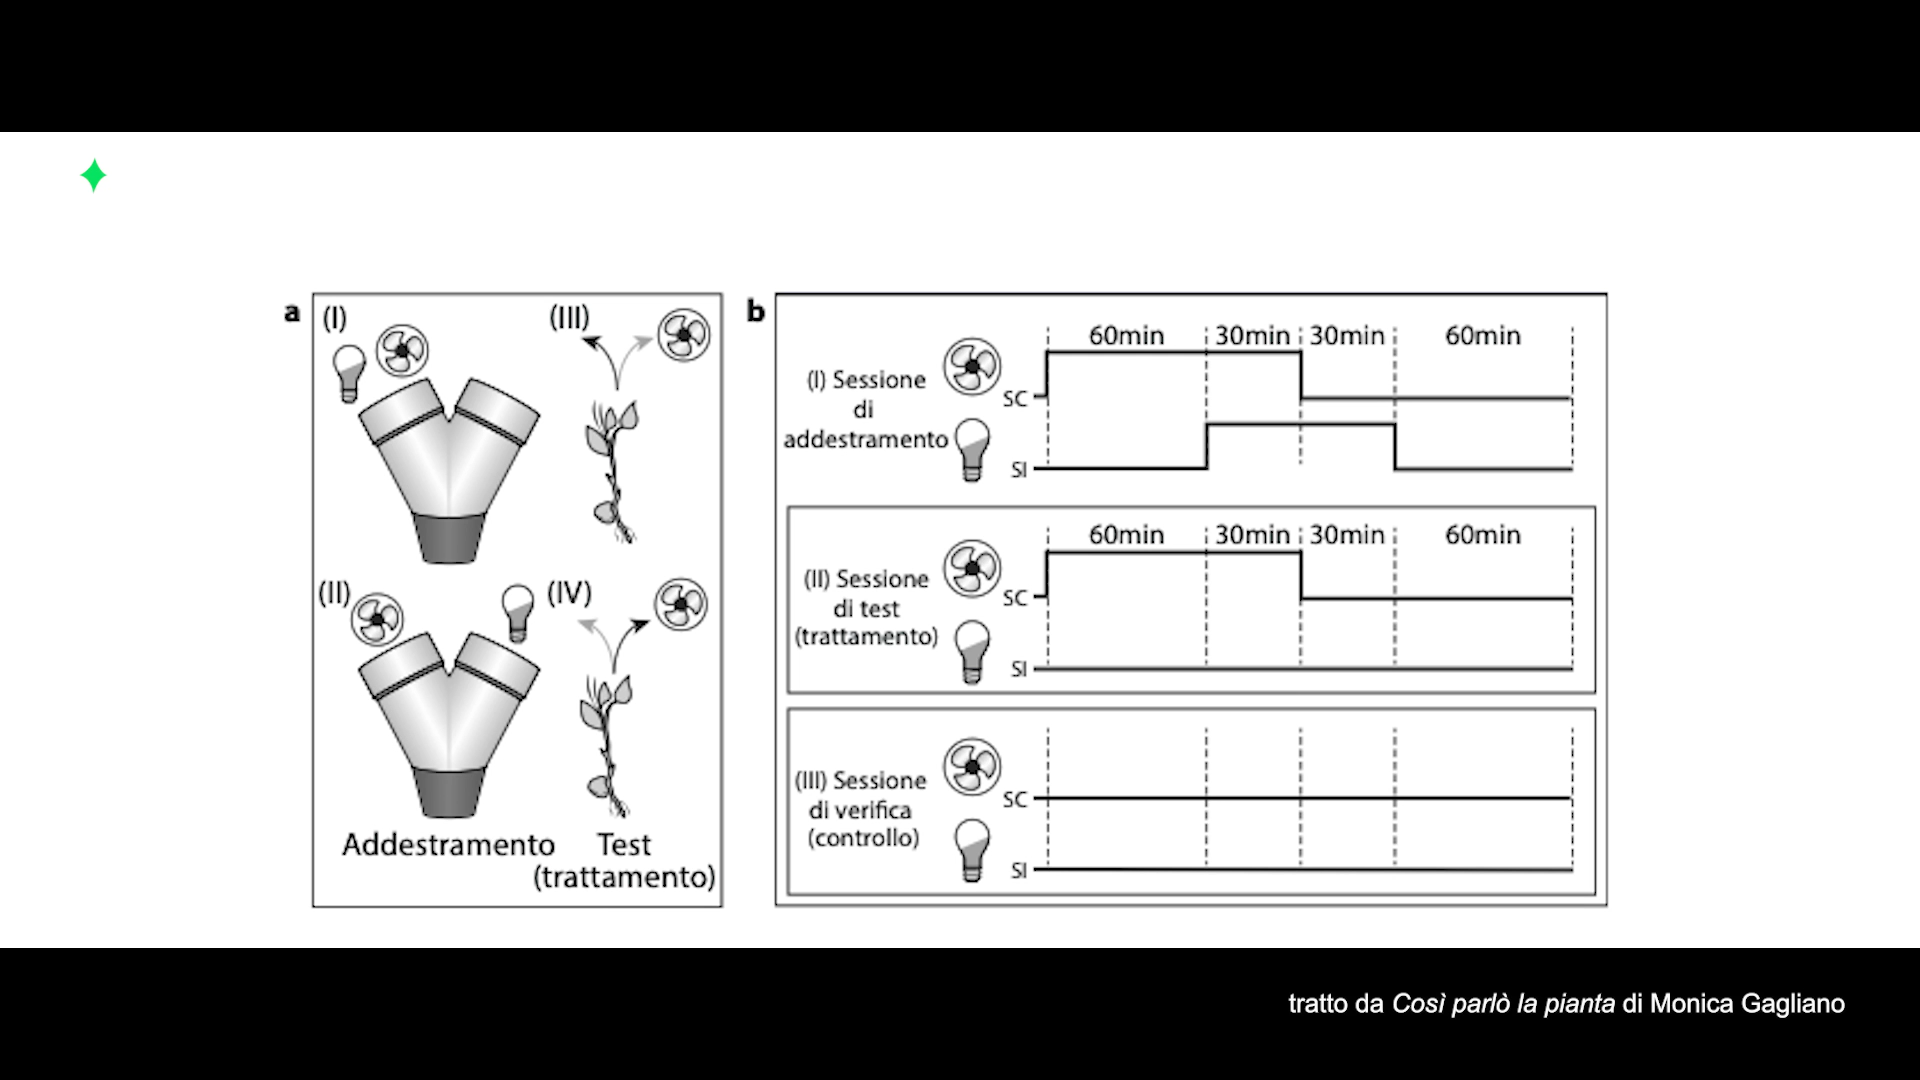 a
(I)
(III)
(II)
(IV)
Addestramento
Test
(trattamento)
b
60min 30min 30min 60min
(I) Sessione
di
addestramento
SC
SI
60min 30min 30min 60min
(II) Sessione
di test
(trattamento)
SC
SI
(III) Sessione
di verifica
(controllo)
SC
SI
tratto da Così parlò la pianta di Monica Gagliano